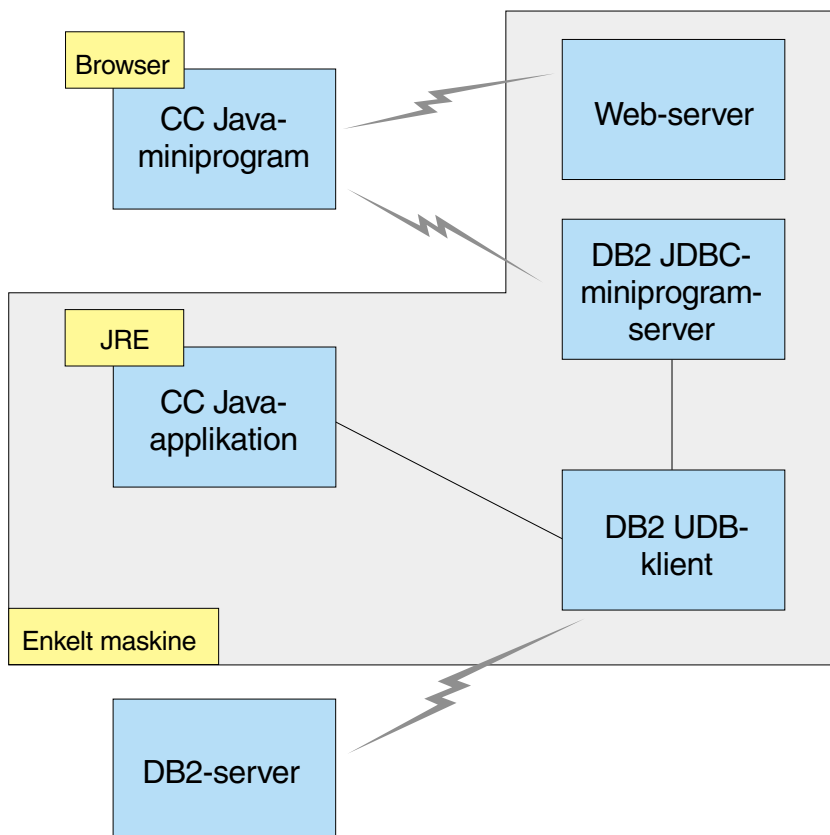 Browser
CC Java-
miniprogram
Web-server
DB2 JDBC-
miniprogram-
server
JRE
CC Java-
applikation
DB2 UDB-
klient
Enkelt maskine
DB2-server